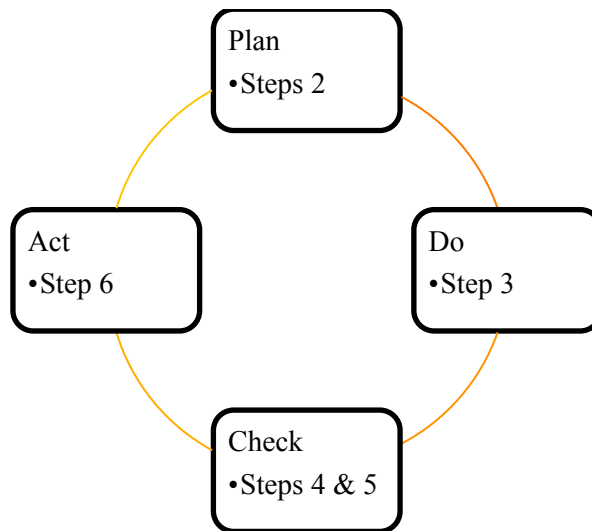 Plan
•Steps 2
Do
•Step 3
Check
•Steps 4 & 5
Act
•Step 6